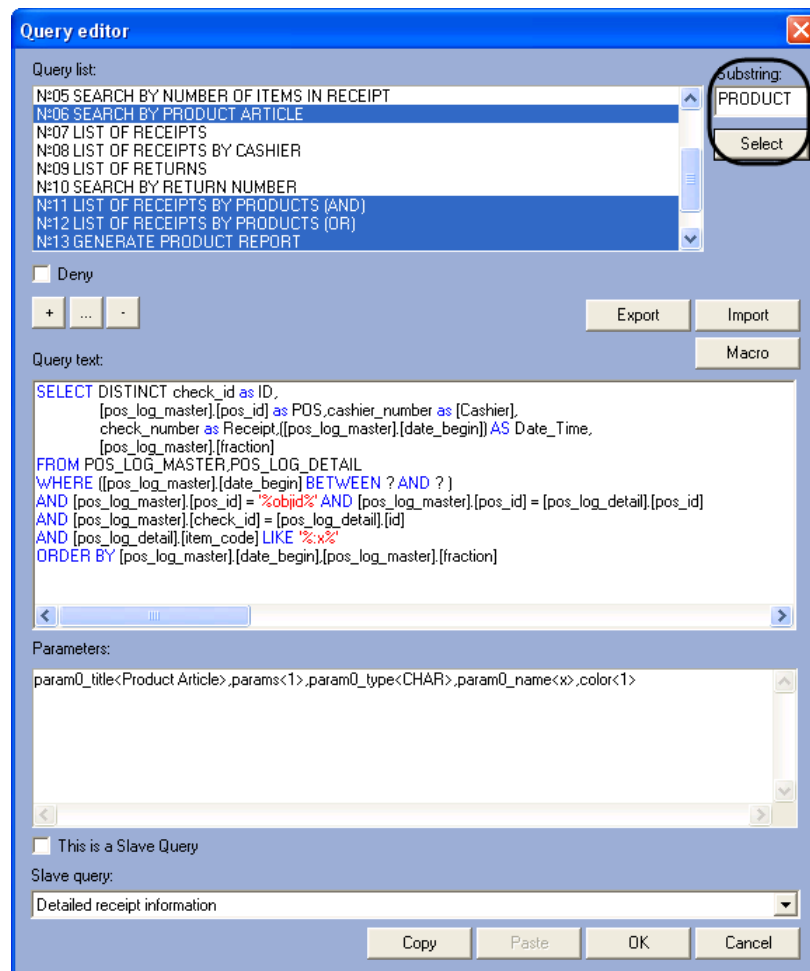 Query editor
Query list:
Substring:
PRODUCT
Select
№05 SEARCH BY NUMBER OF ITEMS IN RECEIPT
№06 SEARCH BY PRODUCT ARTICLE
№07 LIST OF RECEIPTS
№08 LIST OF RECEIPTS BY CASHIER
№09 LIST OF RETURNS
№10 SEARCH BY RETURN NUMBER
№11 LIST OF RECEIPTS BY PRODUCTS (AND)
№12 LIST OF RECEIPTS BY PRODUCTS (OR)
№13 GENERATE PRODUCT REPORT
Deny
+ ... -
Export Import
Macro
Query text:
SELECT DISTINCT check_id as ID,
[pos_log_master].[pos_id] as POS,cashier_number as [Cashier],
check_number as Receipt,([pos_log_master].[date_begin]) AS Date_Time,
[pos_log_master].[fraction]
FROM POS_LOG_MASTER,POS_LOG_DETAIL
WHERE ([pos_log_master].[date_begin] BETWEEN ? AND ? )
AND [pos_log_master].[pos_id] = '%objid%' AND [pos_log_master].[pos_id] = [pos_log_detail].[pos_id]
AND [pos_log_master].[check_id] = [pos_log_detail].[id]
AND [pos_log_detail].[item_code] LIKE '%:x%'
ORDER BY [pos_log_master].[date_begin],[pos_log_master].[fraction]
Parameters:
param0_title<Product Article>,params<1>,param0_type<CHAR>,param0_name<x>,color<1>
This is a Slave Query
Slave query:
Detailed receipt information
Copy Paste OK Cancel